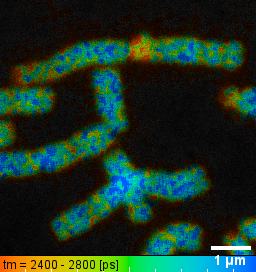 tm = 2400 - 2800 [ps]
1 µm